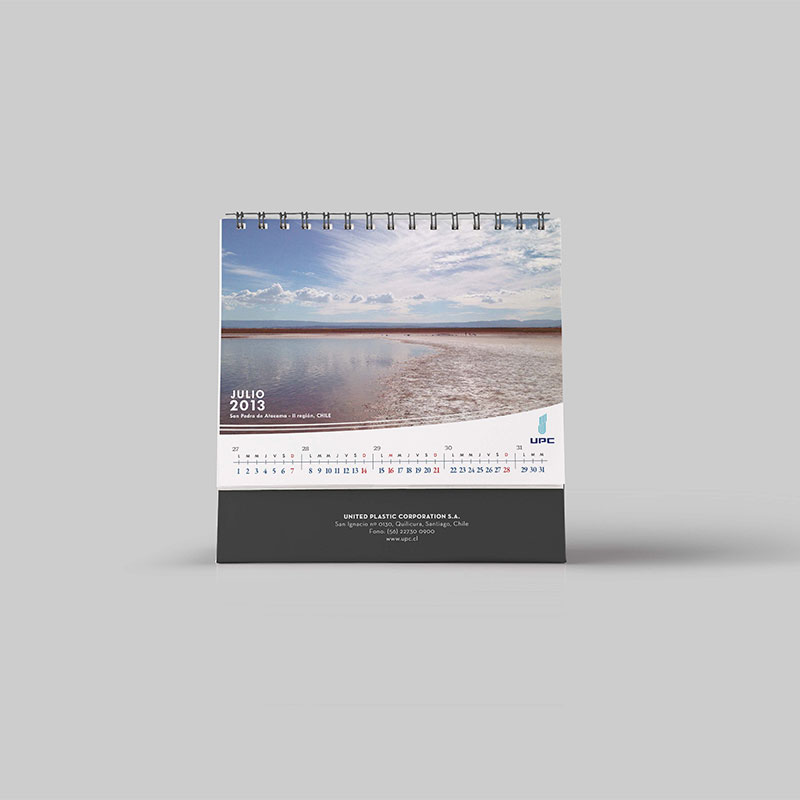 JULIO
2013
San Pedro de Atacama – II región, CHILE
UPC
27 28 29 30 31
L M M J V S D L M M J V S D L M M J V S D L M M J V S D L M M
1 2 3 4 5 6 7 8 9 10 11 12 13 14 15 16 17 18 19 20 21 22 23 24 25 26 27 28 29 30 31
UNITED PLASTIC CORPORATION S.A.
San Ignacio nº 0130, Quilicura, Santiago, Chile
Fono: (56) 22730 0900
www.upc.cl